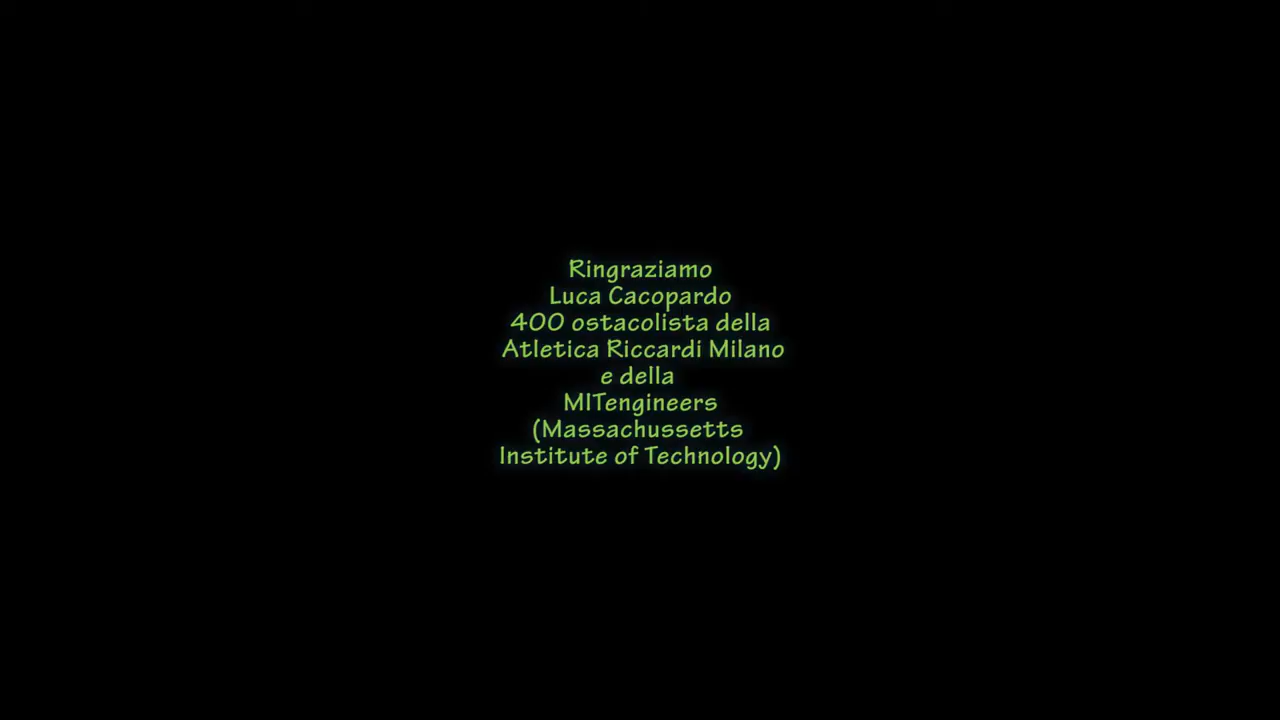 Ringraziamo
Luca Cacopardo
400 ostacolista della
Atletica Riccardi Milano
e della
MITengineers
(Massachussetts
Institute of Technology)